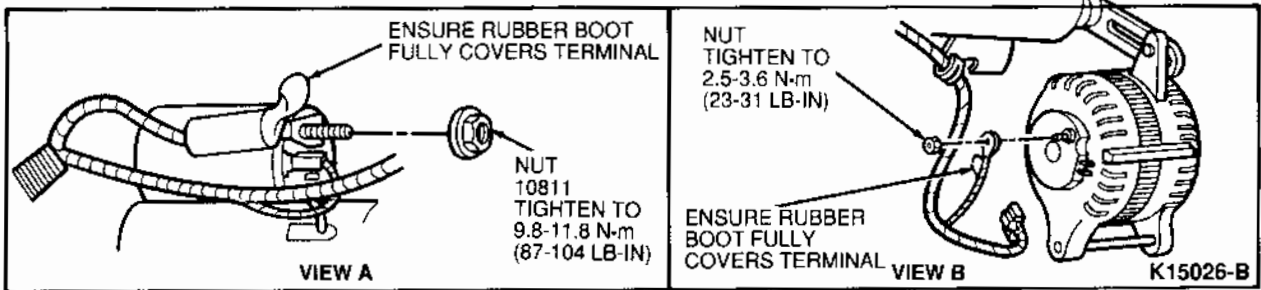 ENSURE RUBBER BOOT
FULLY COVERS TERMINAL
NUT
10811
TIGHTEN TO
9.8-11.8 N·m
(87-104 LB-IN)
VIEW A
NUT
TIGHTEN TO
2.5-3.6 N·m
(23-31 LB-IN)
ENSURE RUBBER
BOOT FULLY
COVERS TERMINAL
VIEW B
K15026-B